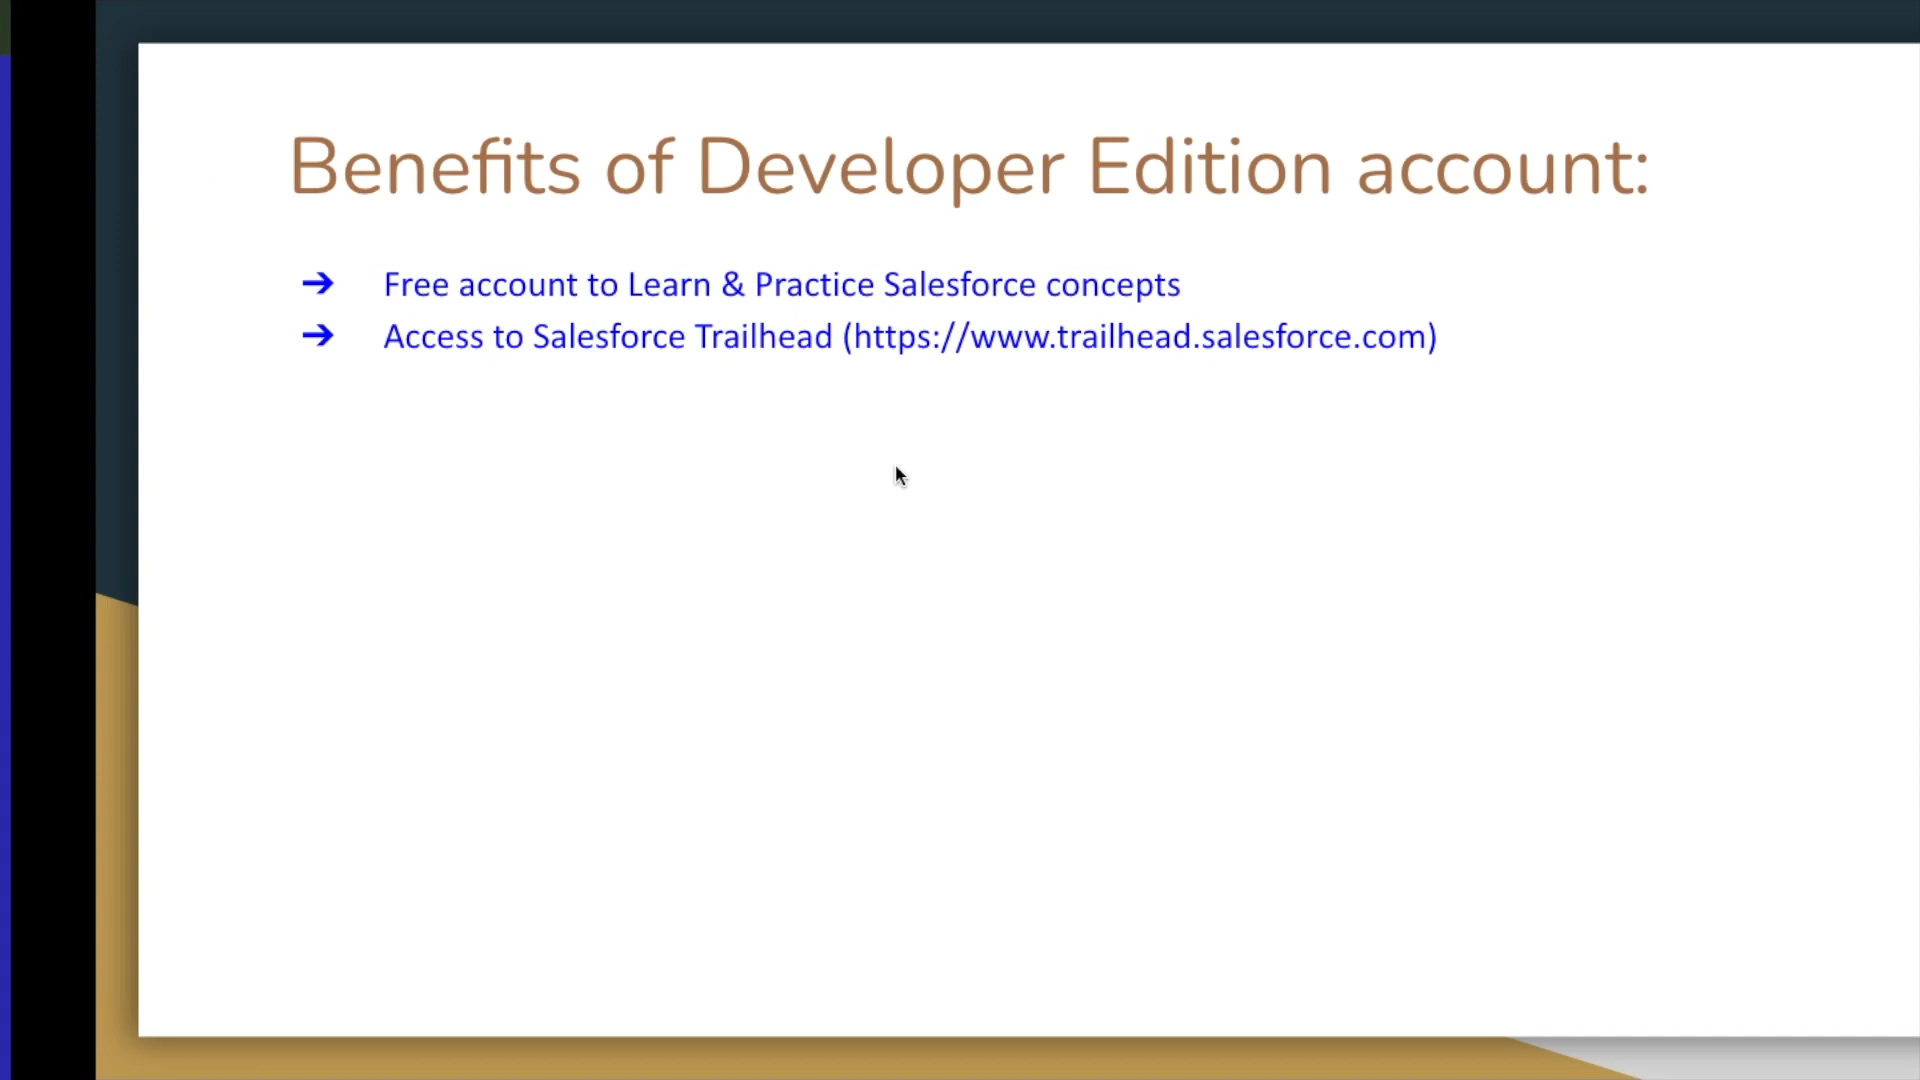 Benefits of Developer Edition account:
➔ Free account to Learn & Practice Salesforce concepts
➔ Access to Salesforce Trailhead (https://www.trailhead.salesforce.com)